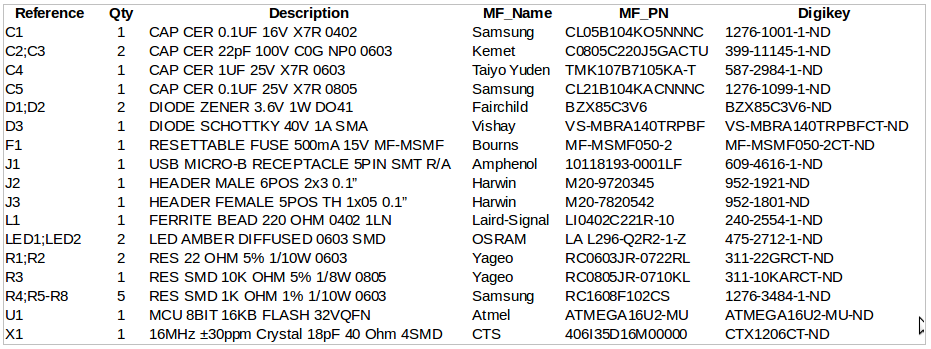 Reference Qty Description MF_Name MF_PN Digikey
C1 1 CAP CER 0.1UF 16V X7R 0402 Samsung CL05B104KO5NNNC 1276-1001-1-ND
C2;C3 2 CAP CER 22pF 100V C0G NP0 0603 Kemet C0805C220J5GACTU 399-11145-1-ND
C4 1 CAP CER 1UF 25V X7R 0603 Taiyo Yuden TMK107B7105KA-T 587-2984-1-ND
C5 1 CAP CER 0.1UF 25V X7R 0805 Samsung CL21B104KACNNNC 1276-1099-1-ND
D1;D2 2 DIODE ZENER 3.6V 1W DO41 Fairchild BZX85C3V6 BZX85C3V6-ND
D3 1 DIODE SCHOTTKY 40V 1A SMA Vishay VS-MBRA140TRPBF VS-MBRA140TRPBFCT-ND
F1 1 RESETTABLE FUSE 500mA 15V MF-MSMF Bourns MF-MSMF050-2 MF-MSMF050-2CT-ND
J1 1 USB MICRO-B RECEPTACLE 5PIN SMT R/A Amphenol 10118193-0001LF 609-4616-1-ND
J2 1 HEADER MALE 6POS 2x3 0.1” Harwin M20-9720345 952-1921-ND
J3 1 HEADER FEMALE 5POS TH 1x05 0.1” Harwin M20-7820542 952-1801-ND
L1 1 FERRITE BEAD 220 OHM 0402 1LN Laird-Signal LI0402C221R-10 240-2554-1-ND
LED1;LED2 2 LED AMBER DIFFUSED 0603 SMD OSRAM LA L296-Q2R2-1-Z 475-2712-1-ND
R1;R2 2 RES 22 OHM 5% 1/10W 0603 Yageo RC0603JR-0722RL 311-22GRCT-ND
R3 1 RES SMD 10K OHM 5% 1/8W 0805 Yageo RC0805JR-0710KL 311-10KARCT-ND
R4;R5-R8 5 RES SMD 1K OHM 1% 1/10W 0603 Samsung RC1608F102CS 1276-3484-1-ND
U1 1 MCU 8BIT 16KB FLASH 32VQFN Atmel ATMEGA16U2-MU ATMEGA16U2-MU-ND
X1 1 16MHz ±30ppm Crystal 18pF 40 Ohm 4SMD CTS 406I35D16M00000 CTX1206CT-ND